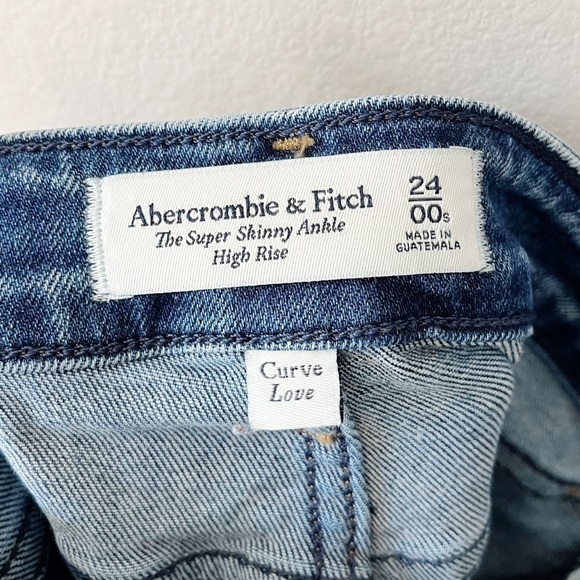 Abercrombie & Fitch
The Super Skinny Ankle
High Rise
24
00s
MADE IN
GUATEMALA
Curve
Love